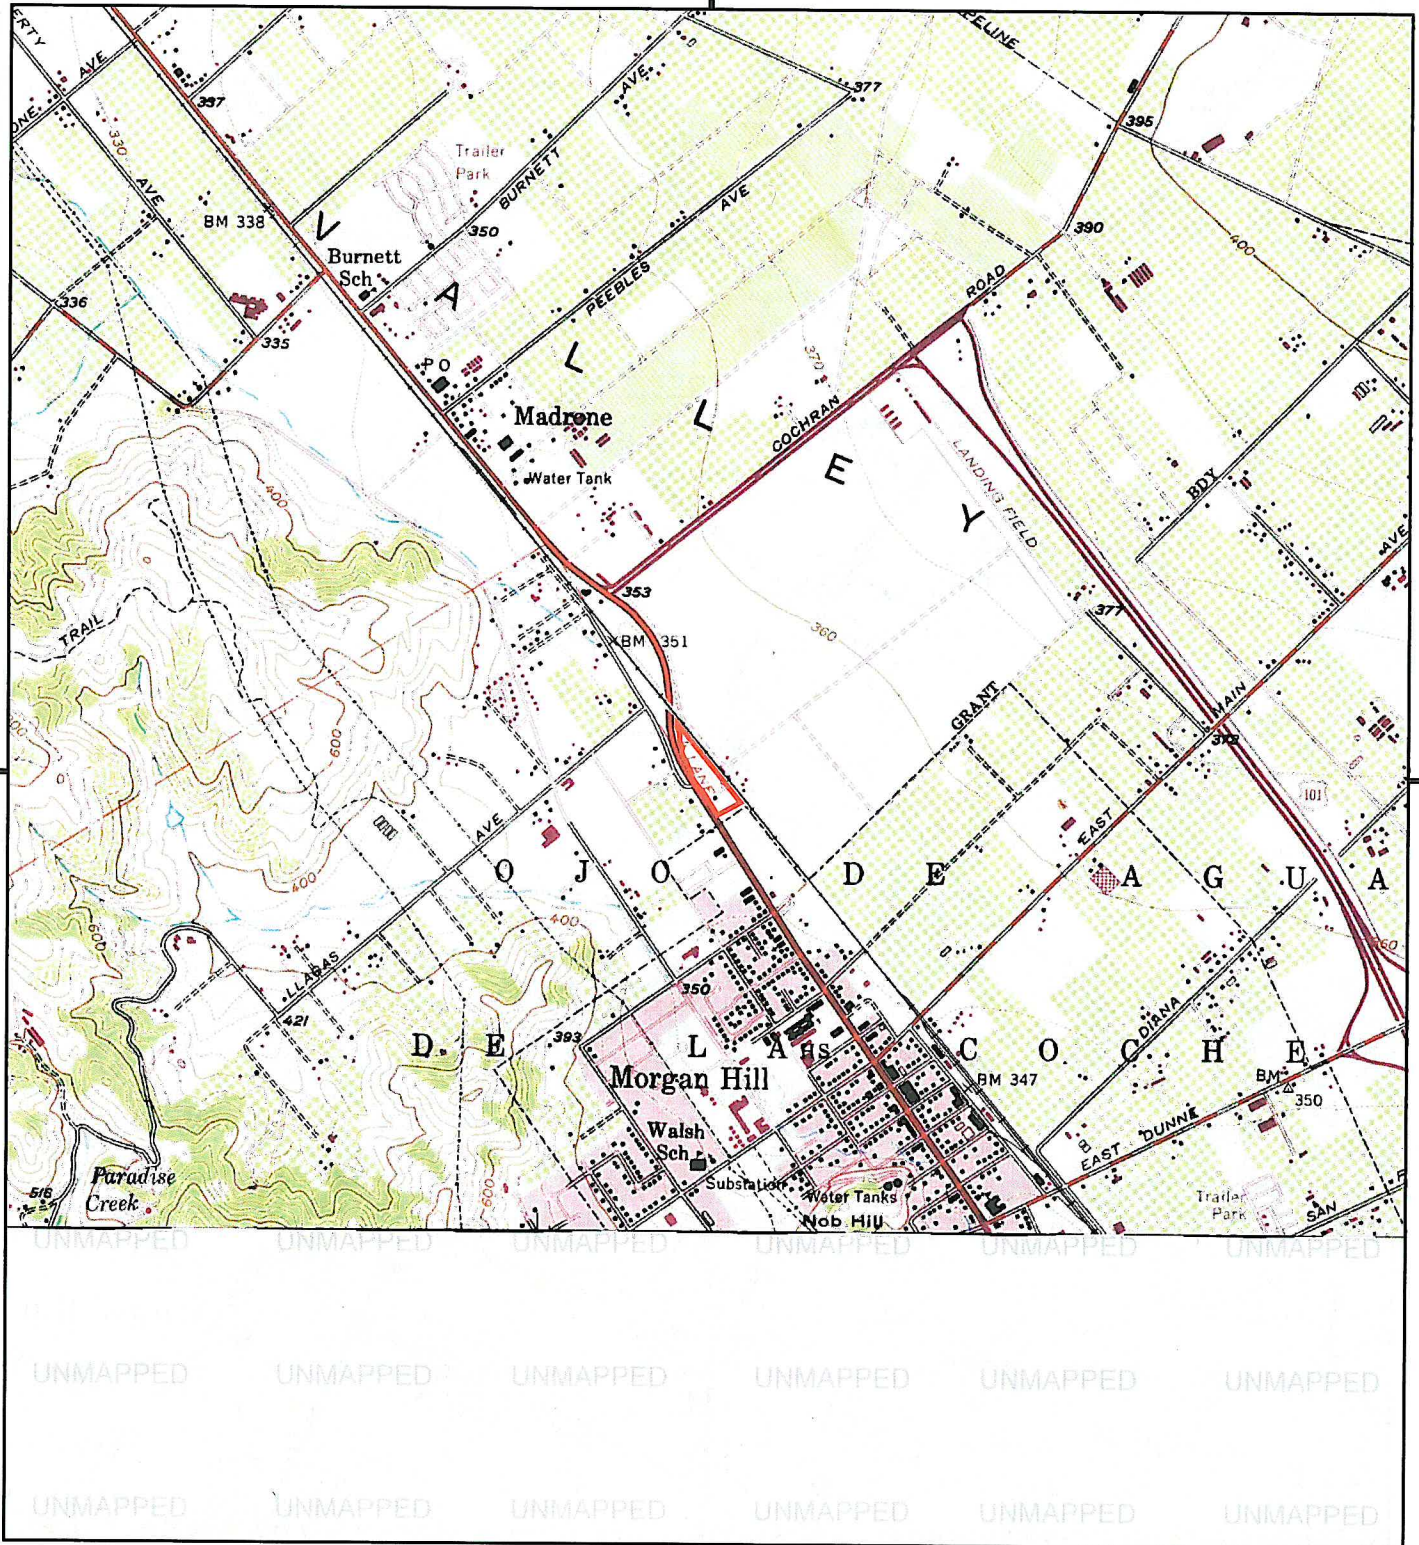 PELINE
ERTY
AVE
ONE
337
330
AVE
BM 338
Trailer
Park
BURNETT
AVE
350
377
395
390
400
V
A
L
L
E
Y
Burnett
Sch
336
335
PEEBLES
AVE
ROAD
P O
Madrone
Water Tank
370
COCHRAN
LANDING FIELD
BDY
AVE
400
TRAIL
353
BM 351
360
377
GRANT
MAIN
600
LANE
101
AVE
EAST
O J O D E A G U A
400
400
600
LLAGAS
421
350
393
360
DIANA
D E L A S C O C H E
HS
Morgan Hill
BM 347
BM
350
EAST DUNNE
Walsh
Sch
Substation
Water Tanks
Nob Hill
Paradise
Creek
516
600
Trailer
Park
SAN
UNMAPPED UNMAPPED UNMAPPED UNMAPPED UNMAPPED UNMAPPED
UNMAPPED UNMAPPED UNMAPPED UNMAPPED UNMAPPED UNMAPPED
UNMAPPED UNMAPPED UNMAPPED UNMAPPED UNMAPPED UNMAPPED